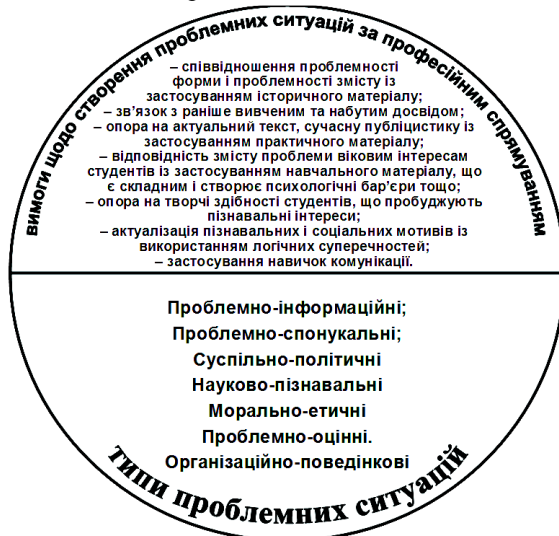 вимоги щодо створення проблемних ситуацій за професійним спрямуванням
– співвідношення проблемності
форми і проблемності змісту із
застосуванням історичного матеріалу;
– зв’язок з раніше вивченим та набутим досвідом;
– опора на актуальний текст, сучасну публіцистику із
застосуванням практичного матеріалу;
– відповідність змісту проблеми віковим інтересам
студентів із застосуванням навчального матеріалу, що
є складним і створює психологічні бар’єри тощо;
– опора на творчі здібності студентів, що пробуджують
пізнавальні інтереси;
– актуалізація пізнавальних і соціальних мотивів із
використанням логічних суперечностей;
– застосування навичок комунікації.
Проблемно-інформаційні;
Проблемно-спонукальні;
Суспільно-політичні
Науково-пізнавальні
Морально-етичні
Проблемно-оцінні.
Організаційно-поведінкові
типи проблемних ситуацій